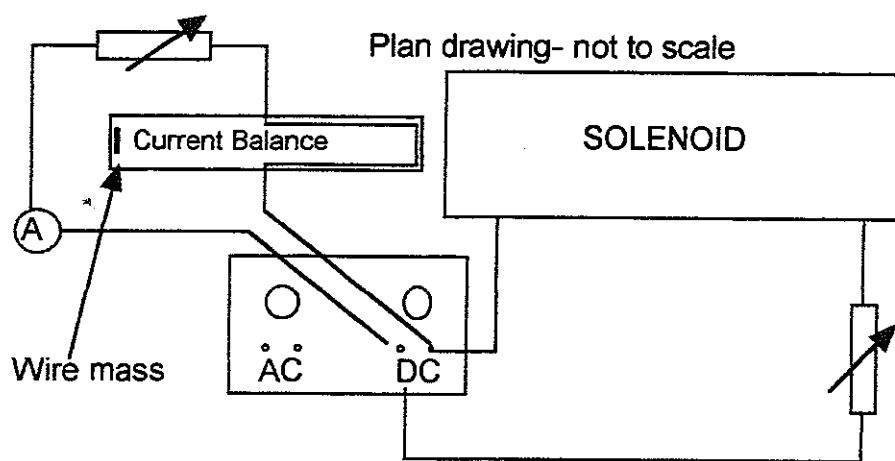 Plan drawing- not to scale
Current Balance
SOLENOID
A
AC
DC
Wire mass